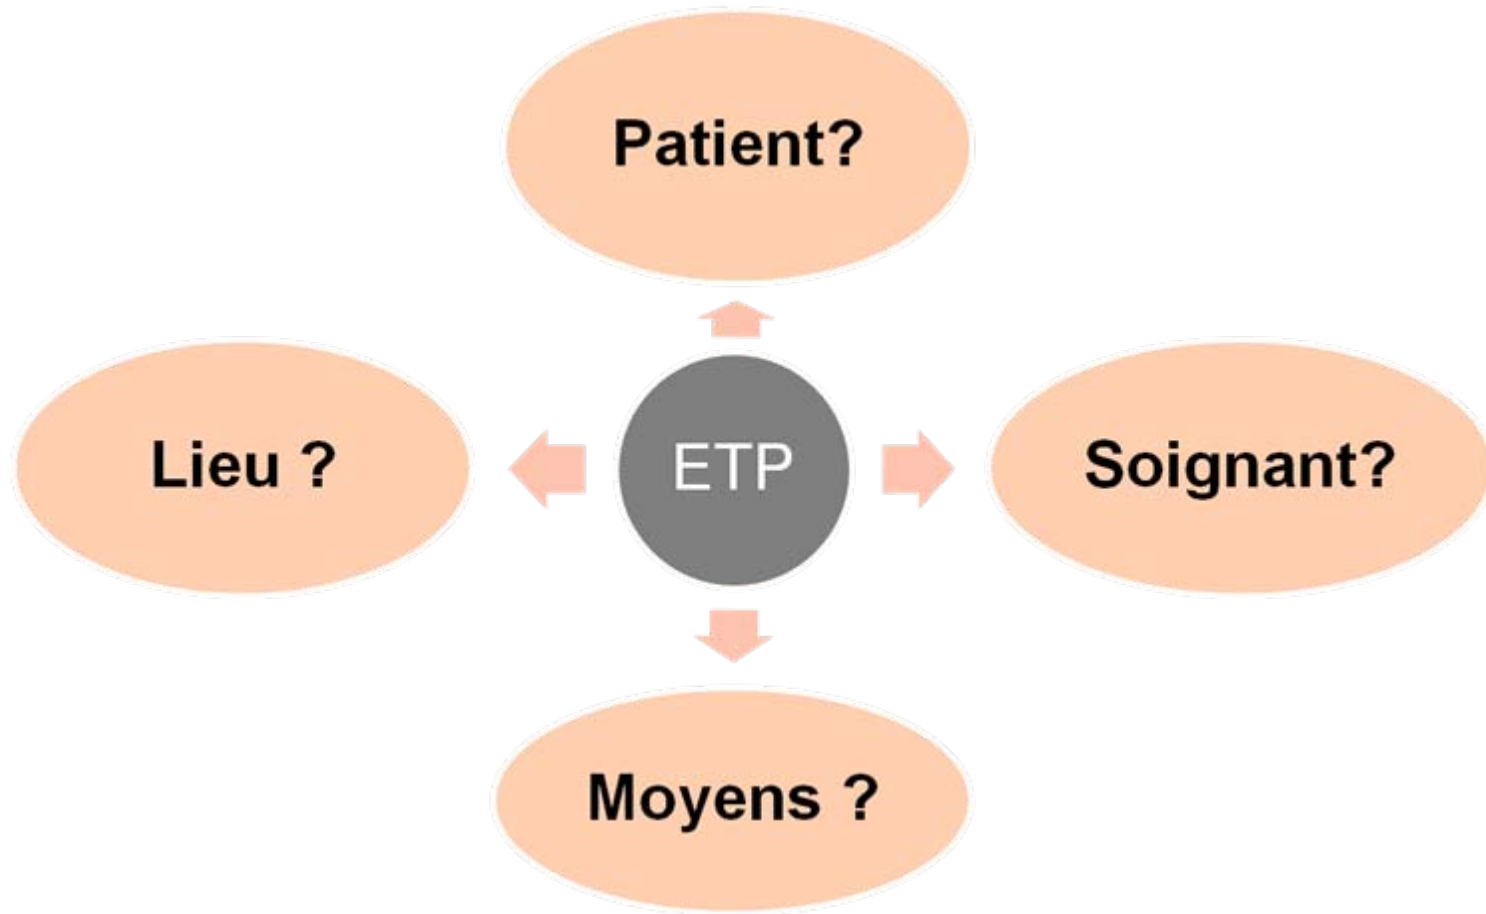 Patient?
Lieu ?
ETP
Soignant?
Moyens ?